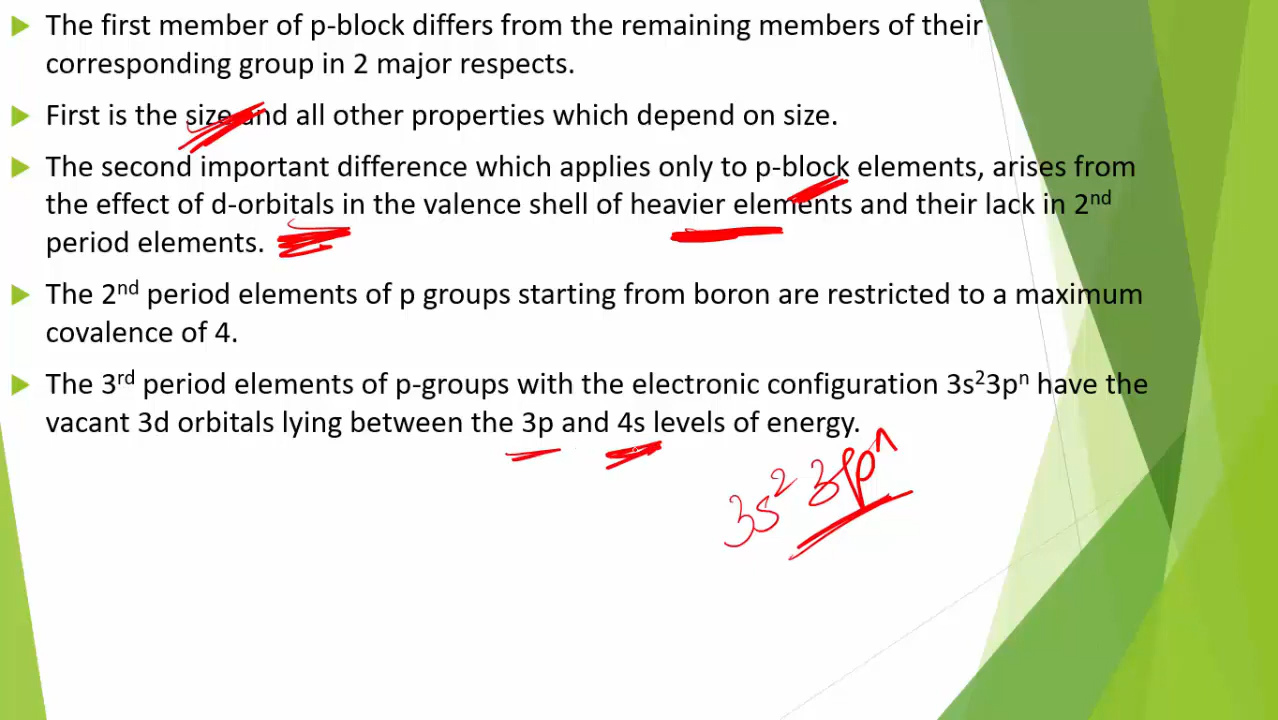 The first member of p-block differs from the remaining members of their
corresponding group in 2 major respects.
First is the size and all other properties which depend on size.
The second important difference which applies only to p-block elements, arises from
the effect of d-orbitals in the valence shell of heavier elements and their lack in 2nd
period elements.
The 2nd period elements of p groups starting from boron are restricted to a maximum
covalence of 4.
The 3rd period elements of p-groups with the electronic configuration 3s²3pⁿ have the
vacant 3d orbitals lying between the 3p and 4s levels of energy.
3s² 3pⁿ